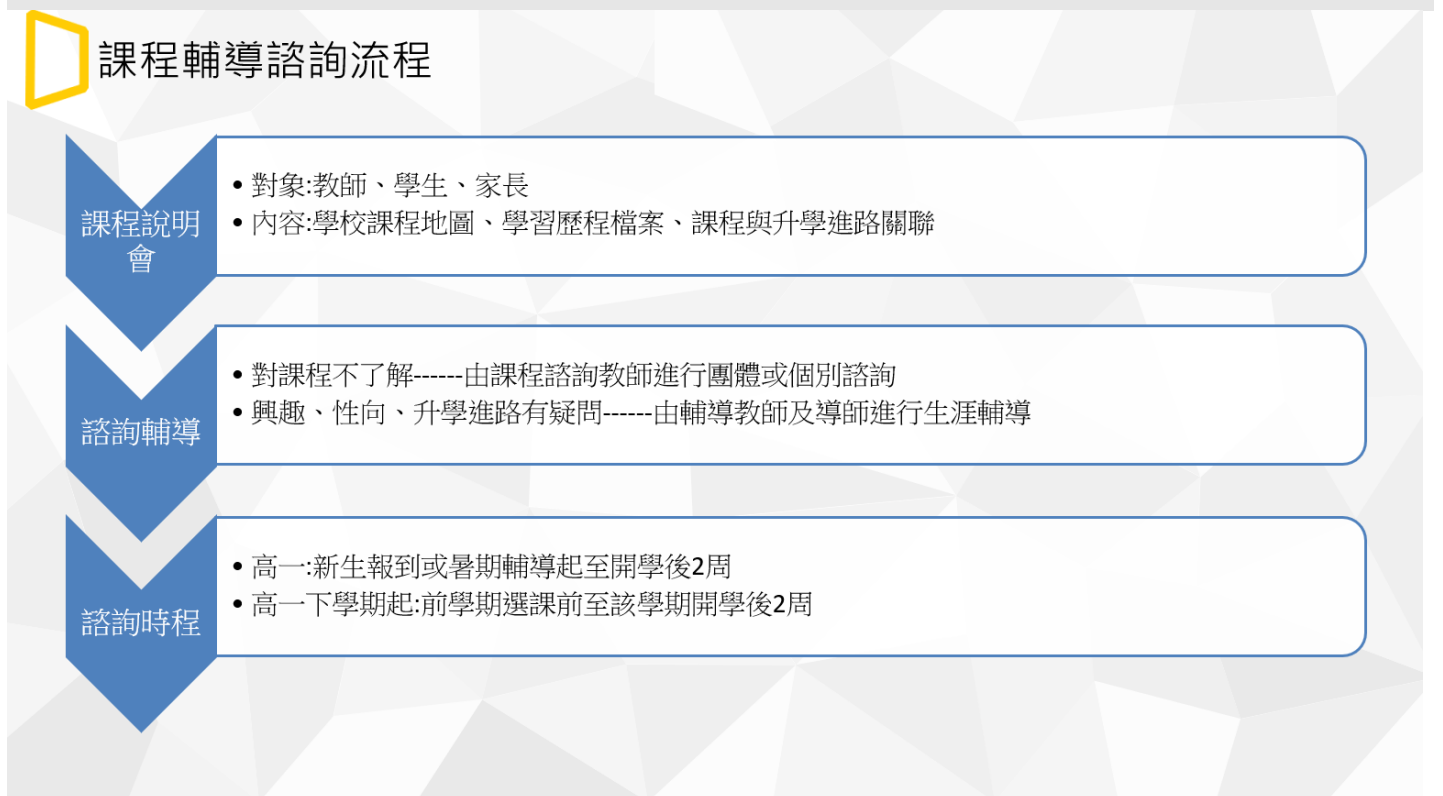 課程輔導諮詢流程
課程說明
會
• 對象:教師、學生、家長
• 內容:學校課程地圖、學習歷程檔案、課程與升學進路關聯
諮詢輔導
• 對課程不了解------由課程諮詢教師進行團體或個別諮詢
• 興趣、性向、升學進路有疑問------由輔導教師及導師進行生涯輔導
諮詢時程
• 高一:新生報到或暑期輔導起至開學後2周
• 高一下學期起:前學期選課前至該學期開學後2周